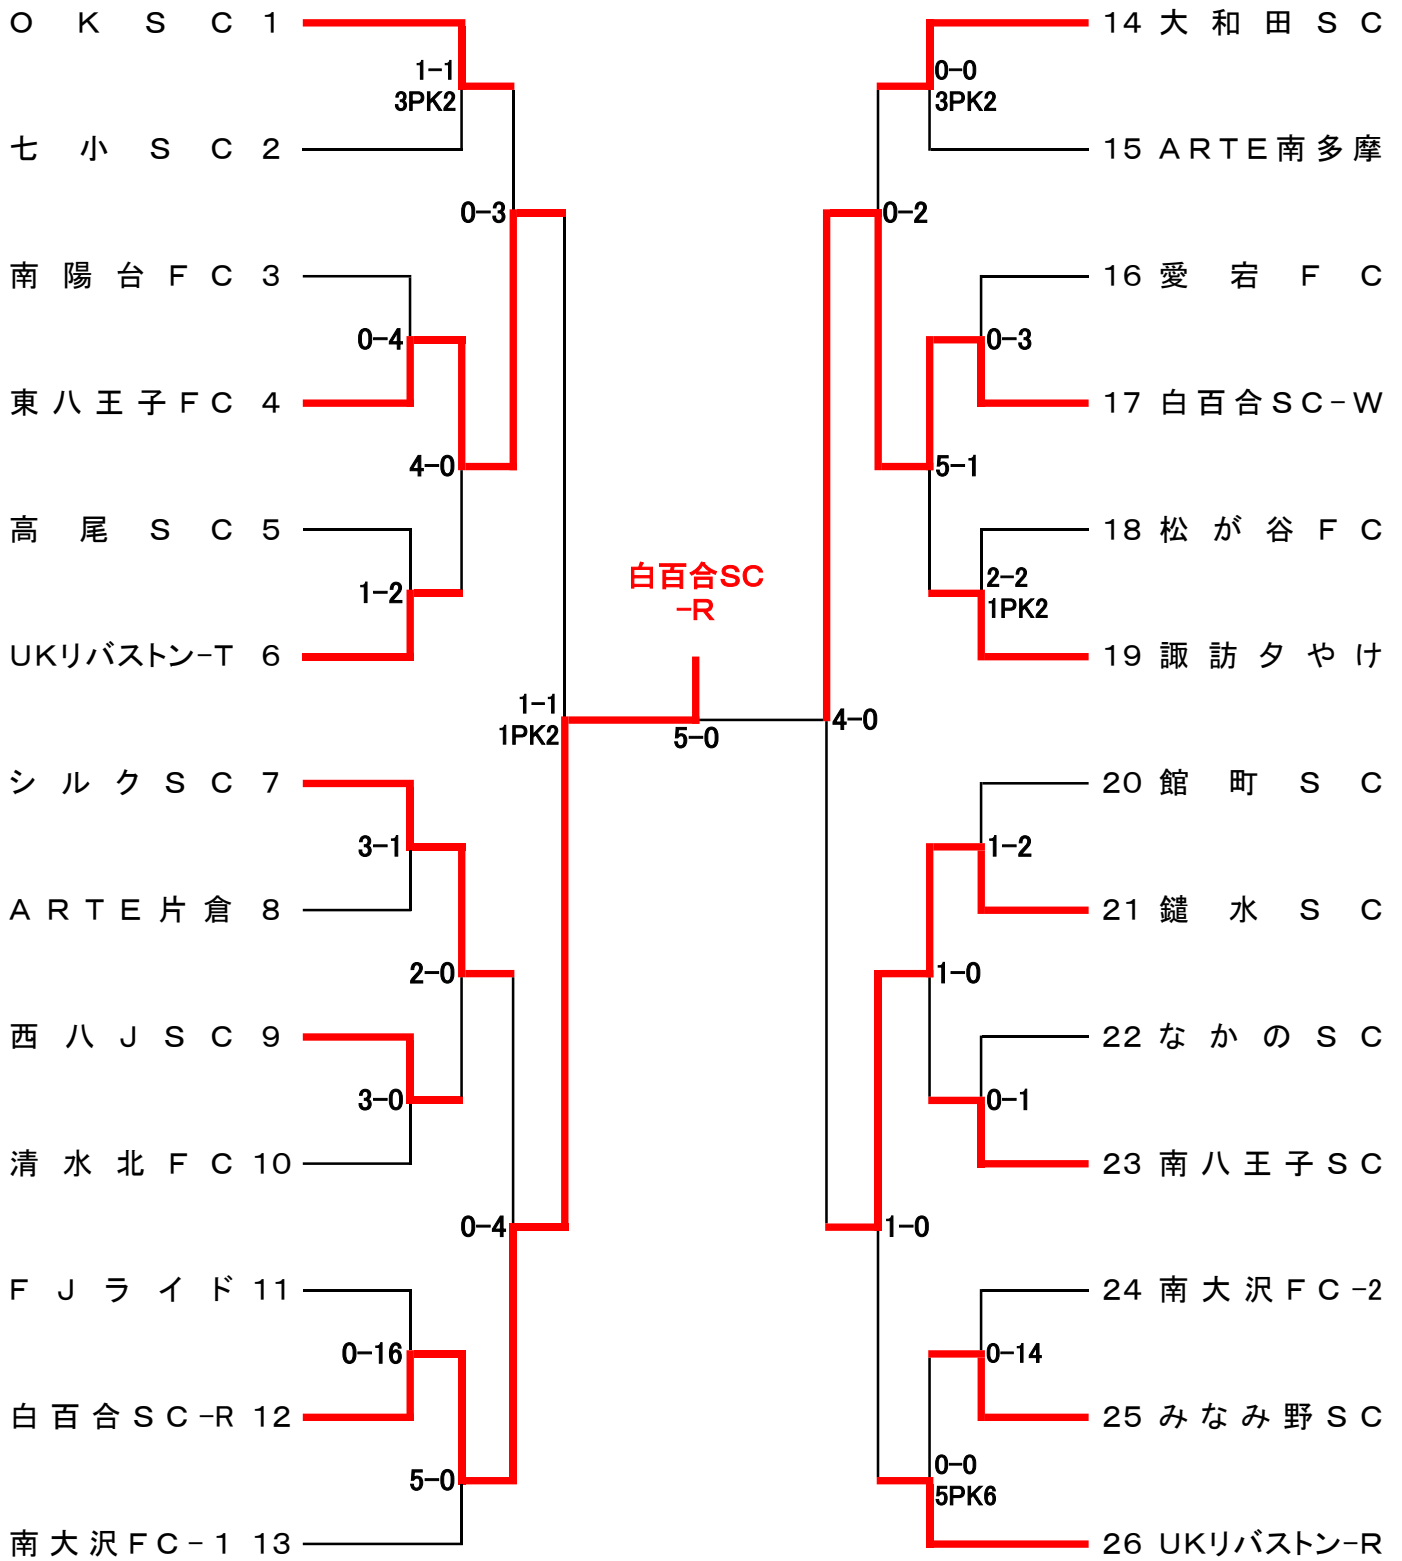 ＯＫＳＣ 1
1-1
3PK2
七小ＳＣ 2
0-3
南陽台ＦＣ 3
0-4
東八王子ＦＣ 4
4-0
高尾ＳＣ 5
1-2
UKリバストン-T 6
1-1
1PK2
シルクＳＣ 7
3-1
ＡＲＴＥ片倉 8
2-0
西八ＪＳＣ 9
3-0
清水北ＦＣ 10
0-4
ＦＪライド 11
0-16
白百合ＳＣ-R 12
5-0
南大沢ＦＣ-１ 13
白百合SC
-R
5-0
14 大和田ＳＣ
0-0
3PK2
15 ＡＲＴＥ南多摩
0-2
16 愛宕ＦＣ
0-3
17 白百合ＳＣ-Ｗ
5-1
18 松が谷ＦＣ
2-2
1PK2
19 諏訪夕やけ
4-0
20 館町ＳＣ
1-2
21 鑓水ＳＣ
1-0
22 なかのＳＣ
0-1
23 南八王子ＳＣ
1-0
24 南大沢ＦＣ-2
0-14
25 みなみ野ＳＣ
0-0
5PK6
26 UKリバストン-R